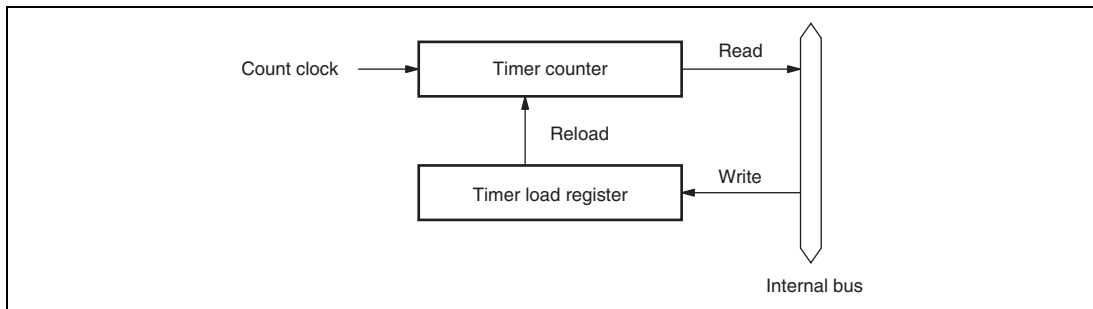 Read
Count clock
Timer counter
Reload
Write
Timer load register
Internal bus